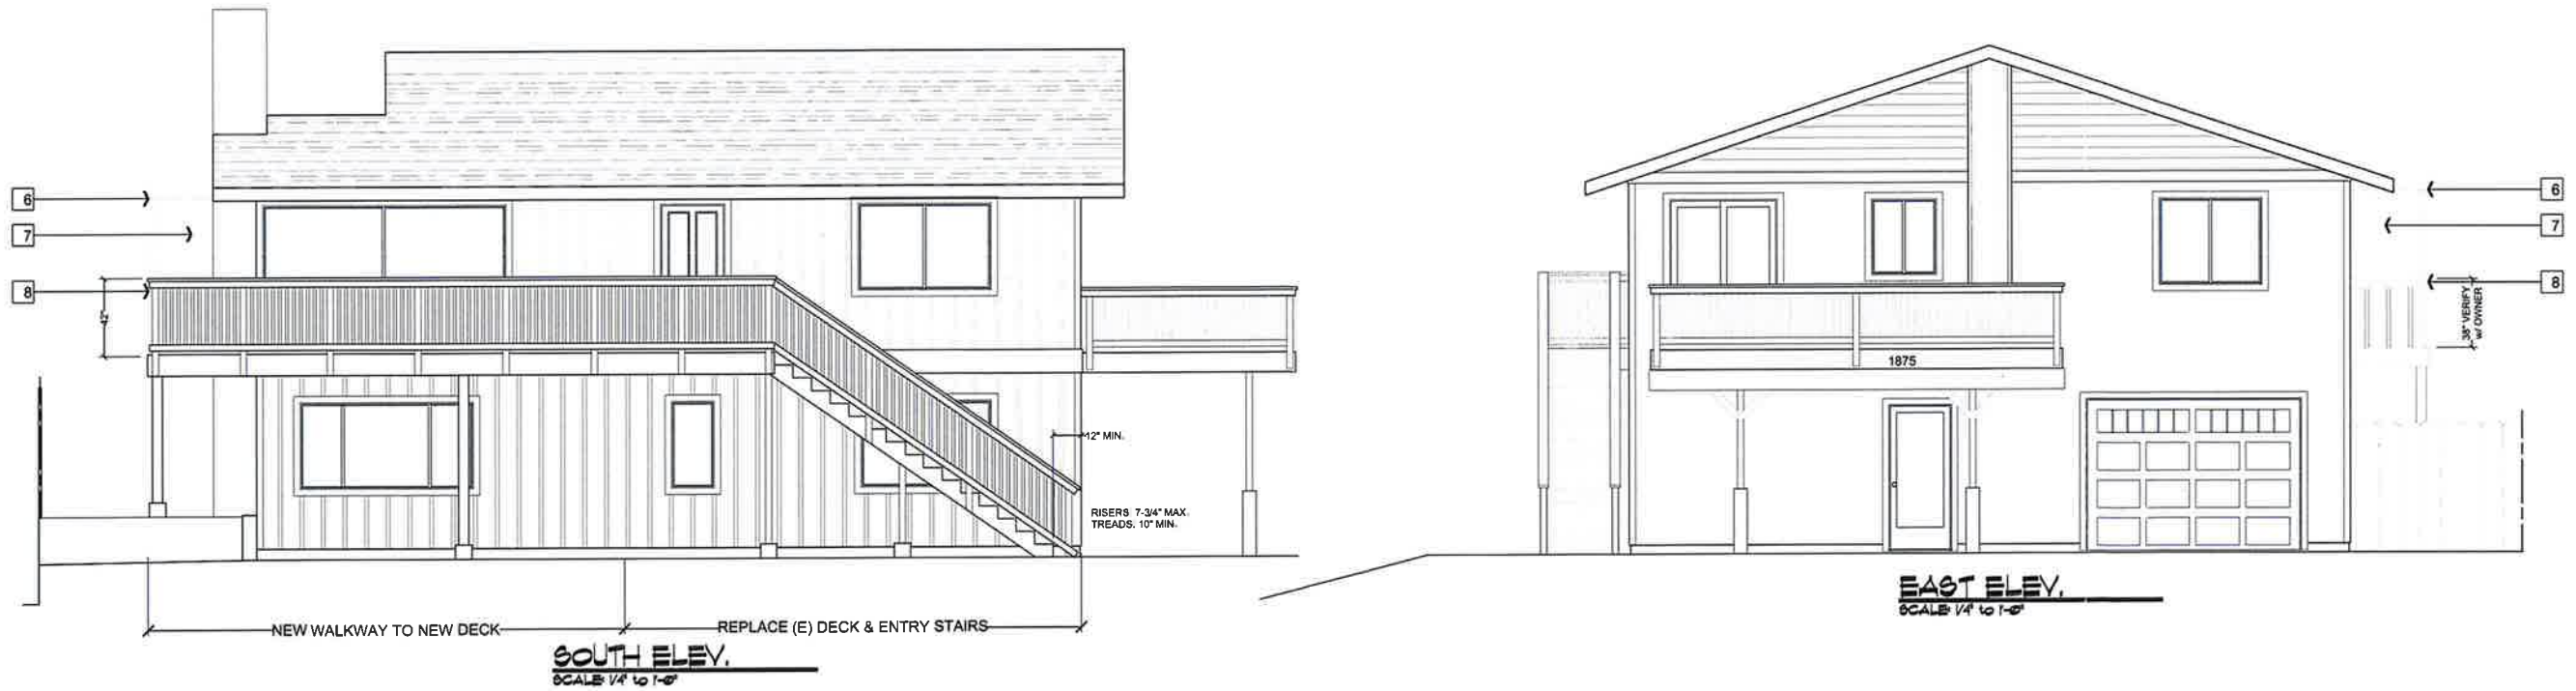 6
7
8
42"
12" MIN.
RISERS: 7-3/4" MAX.
TREADS: 10" MIN.
NEW WALKWAY TO NEW DECK
REPLACE (E) DECK & ENTRY STAIRS
SOUTH ELEV.
SCALE: 1/4" to 1'-0"
1875
6
7
8
38" VERIFY
w/ OWNER
EAST ELEV.
SCALE: 1/4" to 1'-0"